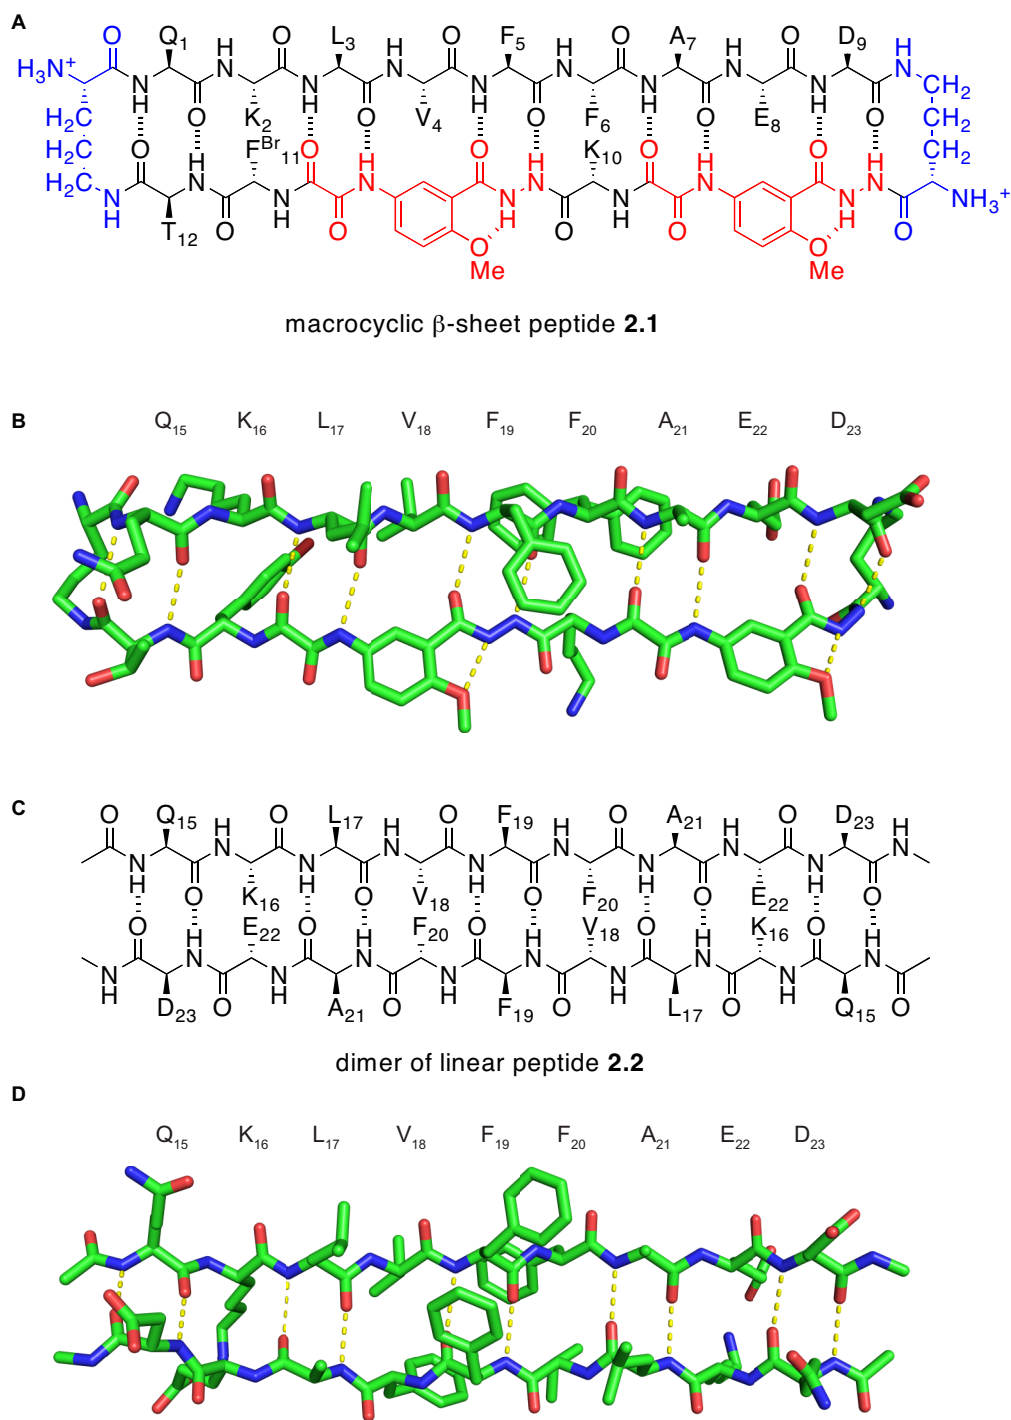 A
O Q₁ H O L₃ H O F₅ H O A₇ H O D₉ H
H₃N⁺ N N N N N
N N N N N CH₂
H H H H H
H₂C O K₂ O V₄ O F₆ O E₈ O CH₂
H₂C O Fᴮʳ₁₁ O O K₁₀ O O CH₂
H H H H H
H₂C N N N N N
N N N N N NH₃⁺
H H H H H
T₁₂ O O O O O
O O
Me Me
macrocyclic β-sheet peptide 2.1
B
Q₁₅ K₁₆ L₁₇ V₁₈ F₁₉ F₂₀ A₂₁ E₂₂ D₂₃
C
O Q₁₅ H O L₁₇ H O F₁₉ H O A₂₁ H O D₂₃ H
N N N N N
N N N N N
H H H H H
O K₁₆ O V₁₈ O F₂₀ O E₂₂ O
O E₂₂ O F₂₀ O V₁₈ O K₁₆ O
H H H H H
N N N N N
N N N N N
H H H H H
D₂₃ O A₂₁ O F₁₉ O L₁₇ O Q₁₅ O
dimer of linear peptide 2.2
D
Q₁₅ K₁₆ L₁₇ V₁₈ F₁₉ F₂₀ A₂₁ E₂₂ D₂₃